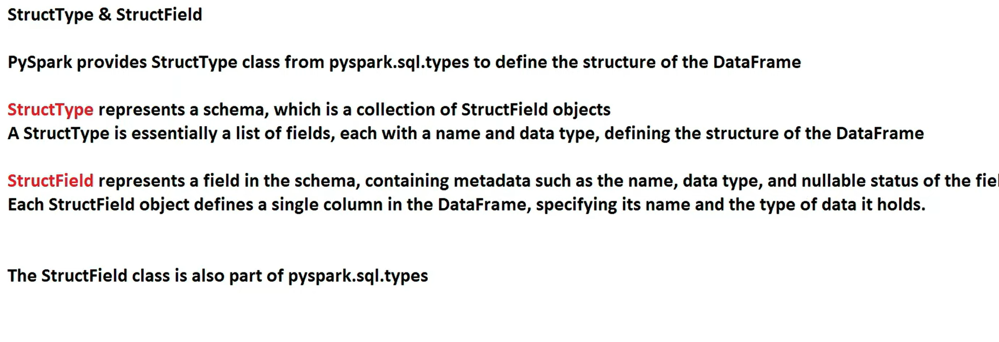 StructType & StructField
PySpark provides StructType class from pyspark.sql.types to define the structure of the DataFrame
StructType represents a schema, which is a collection of StructField objects
A StructType is essentially a list of fields, each with a name and data type, defining the structure of the DataFrame
StructField represents a field in the schema, containing metadata such as the name, data type, and nullable status of the
Each StructField object defines a single column in the DataFrame, specifying its name and the type of data it holds.
The StructField class is also part of pyspark.sql.types